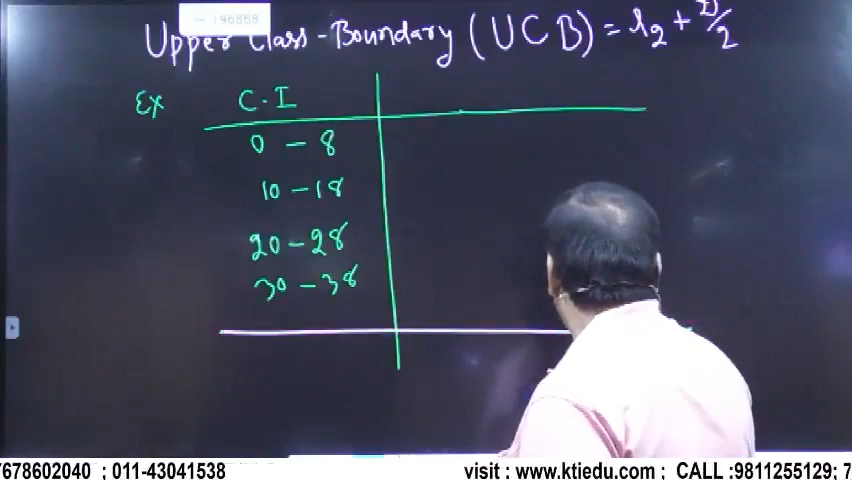 146868
Upper Class-Boundary (UCB) = l2 + D/2
Ex C.I
0 - 8
10 - 18
20 - 28
30 - 38
7678602040 ; 011-43041538 visit : www.ktiedu.com ; CALL :9811255129; 7